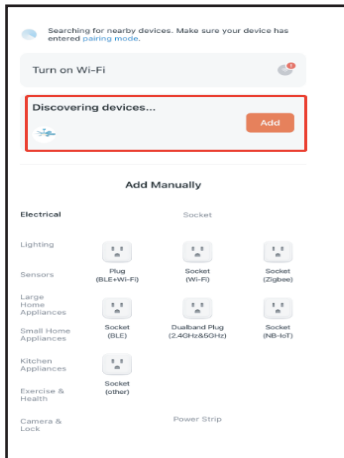 Searching for nearby devices. Make sure your device has
entered pairing mode.
Turn on Wi-Fi
Discovering devices...
Add
Add Manually
Electrical
Socket
Lighting
Sensors
Large
Home
Appliances
Small Home
Appliances
Kitchen
Appliances
Exercise &
Health
Camera &
Lock
Plug
(BLE+Wi-Fi)
Socket
(Wi-Fi)
Socket
(Zigbee)
Socket
(BLE)
Dualband Plug
(2.4GHz&5GHz)
Socket
(NB-IoT)
Socket
(other)
Power Strip